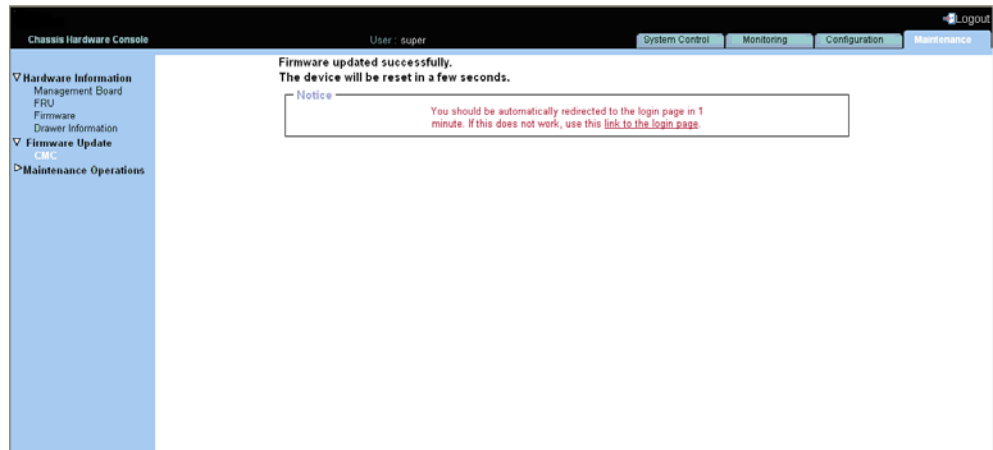 Logout
Chassis Hardware Console User : super System Control Monitoring Configuration Maintenance
Hardware Information
Management Board
FRU
Firmware
Drawer Information
Firmware Update
CMC
Maintenance Operations
Firmware updated successfully.
The device will be reset in a few seconds.
Notice
You should be automatically redirected to the login page in 1
minute. If this does not work, use this link to the login page.